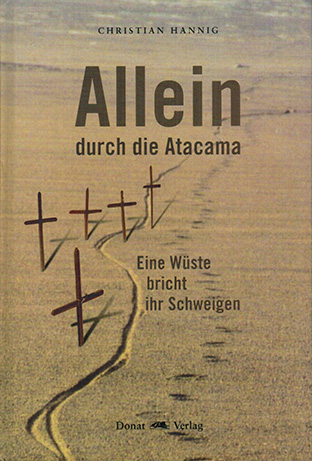 CHRISTIAN HANNIG
Allein
durch die Atacama
Eine Wüste
bricht
ihr Schweigen
Donat Verlag